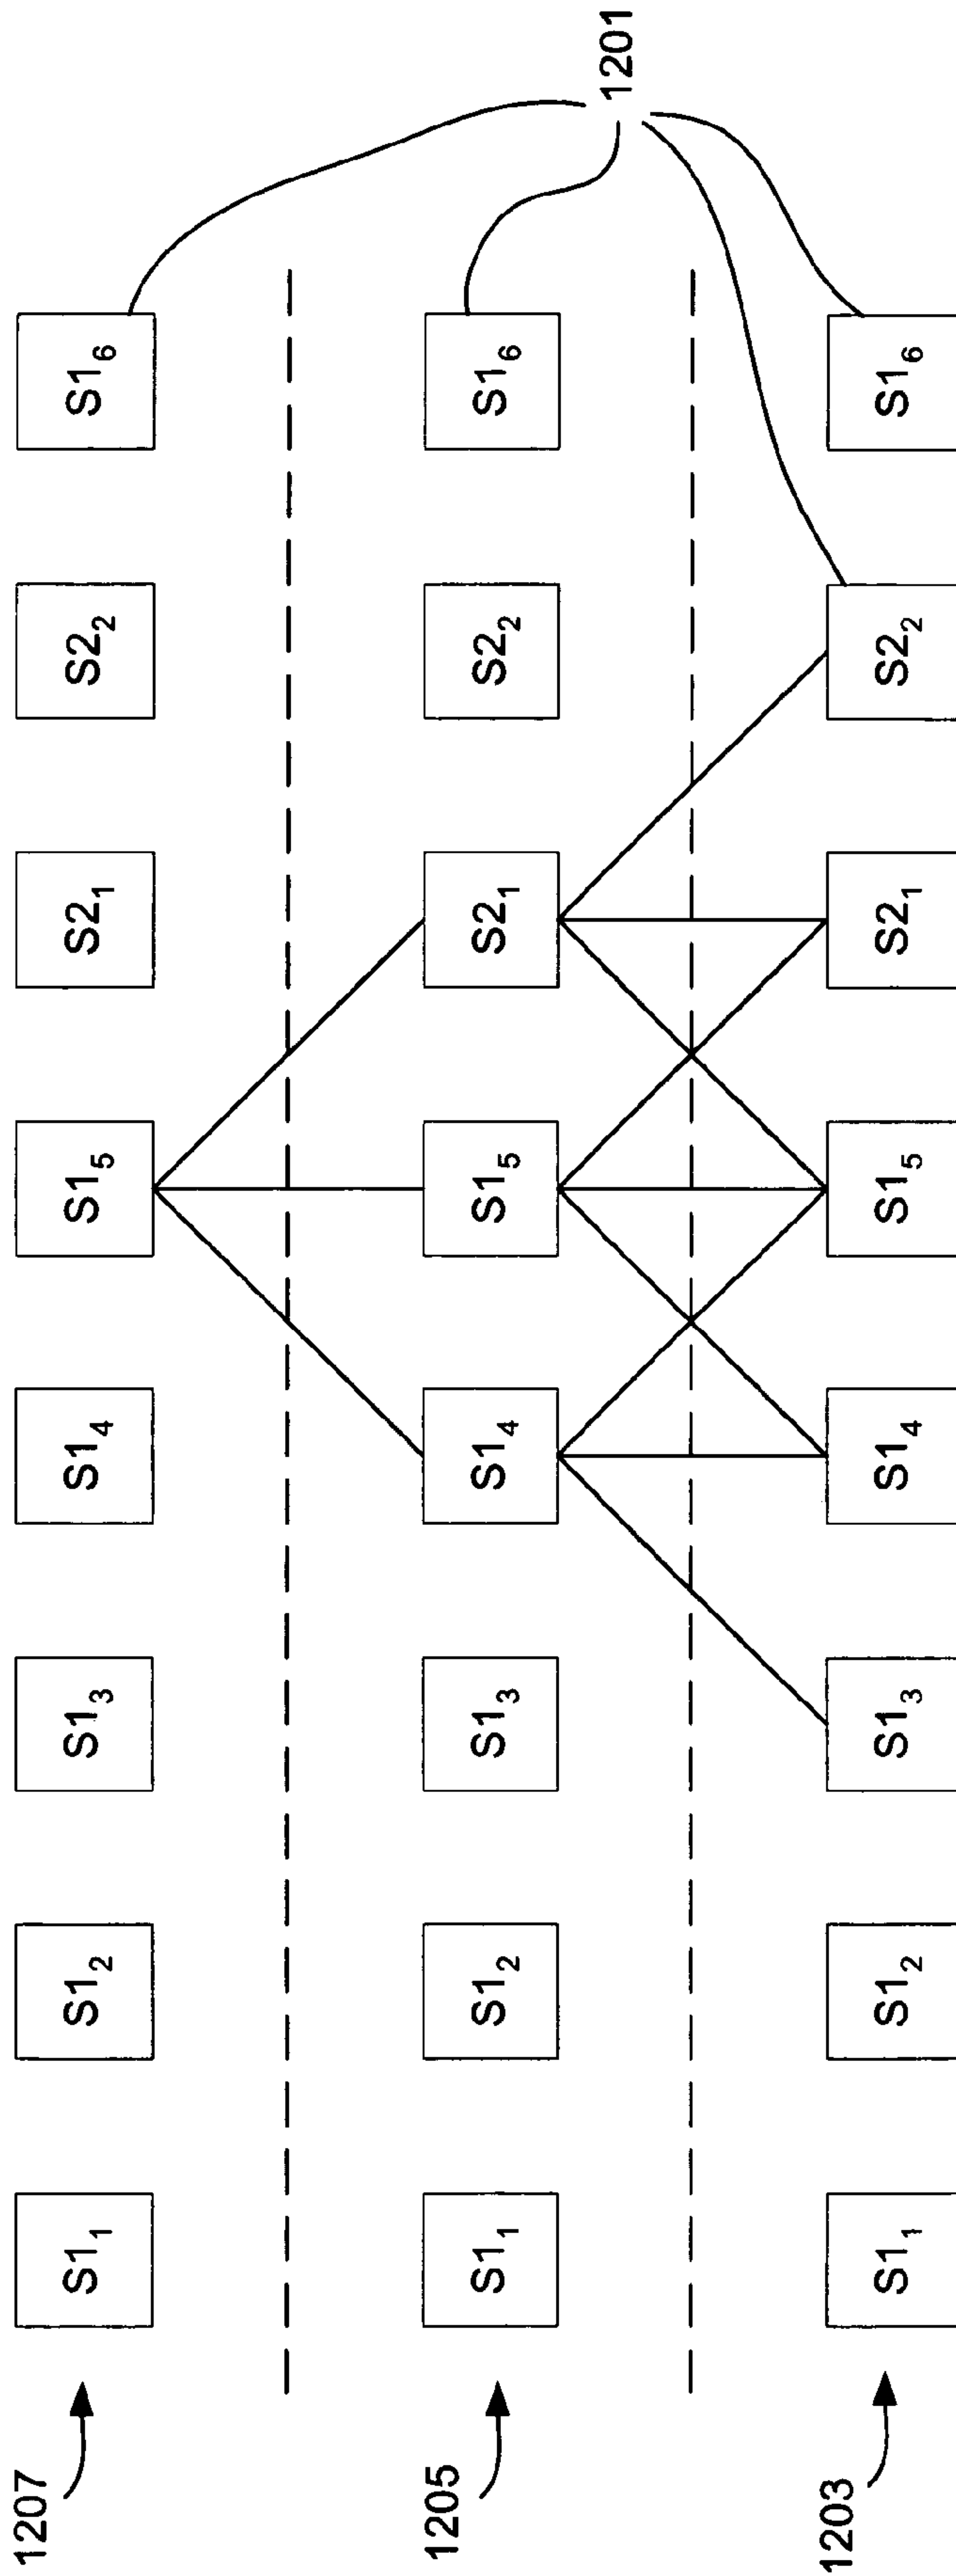 1207 S1₁ S1₂ S1₃ S1₄ S1₅ S2₁ S2₂ S1₆
1201
1205 S1₁ S1₂ S1₃ S1₄ S1₅ S2₁ S2₂ S1₆
1203 S1₁ S1₂ S1₃ S1₄ S1₅ S2₁ S2₂ S1₆